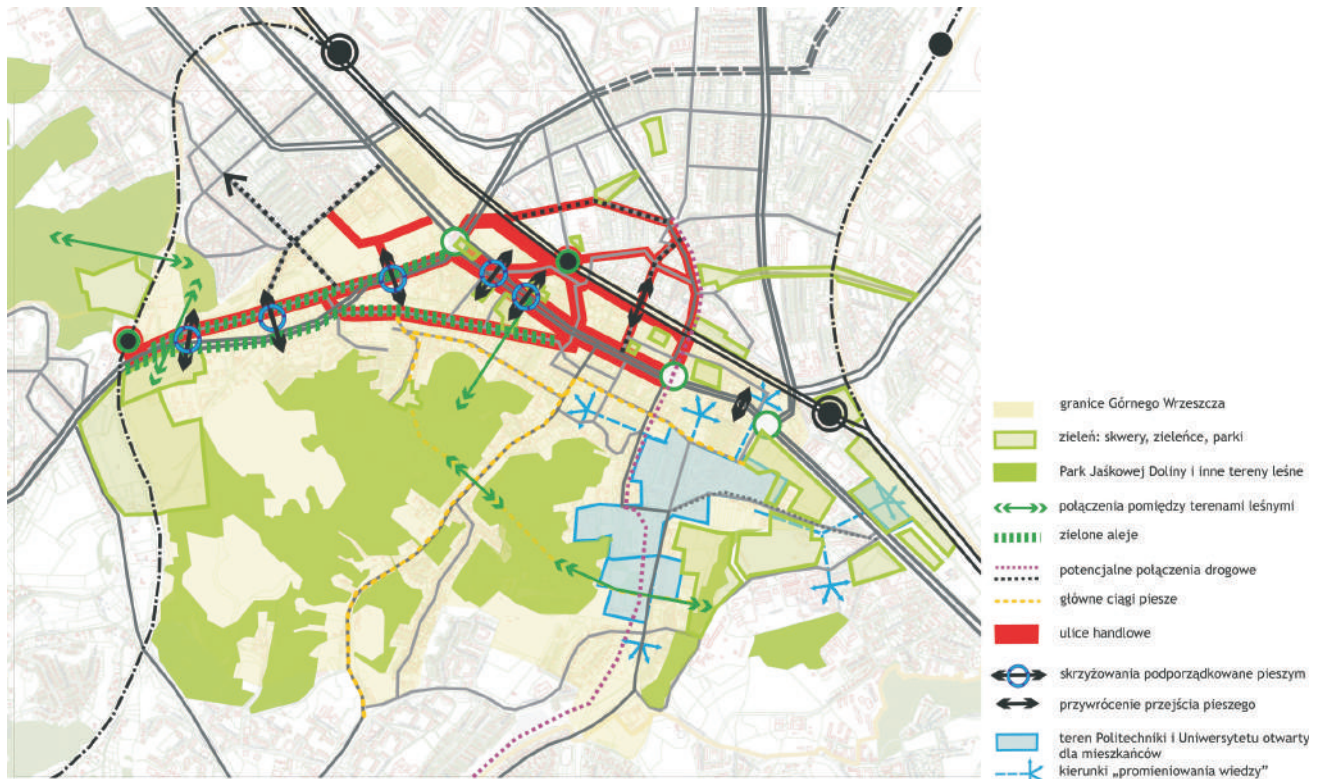 granice Górnego Wrzeszcza
zieleń: skwery, zieleńce, parki
Park Jaśkowej Doliny i inne tereny leśne
połączenia pomiędzy terenami leśnymi
zielone aleje
potencjalne połączenia drogowe
główne ciągi piesze
ulice handlowe
skrzyżowania podporządkowane pieszym
przywrócenie przejścia pieszego
teren Politechniki i Uniwersytetu otwarty
dla mieszkańców
kierunki „promieniowania wiedzy”